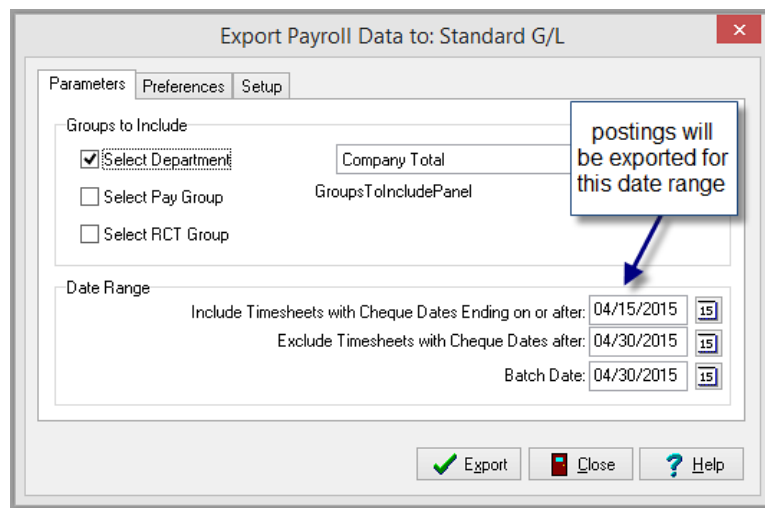 Export Payroll Data to: Standard G/L
Parameters Preferences Setup
Groups to Include
Select Department Company Total
Select Pay Group GroupsToIncludePanel
Select RCT Group
postings will
be exported for
this date range
Date Range
Include Timesheets with Cheque Dates Ending on or after: 04/15/2015 15
Exclude Timesheets with Cheque Dates after: 04/30/2015 15
Batch Date: 04/30/2015 15
Export Close ? Help